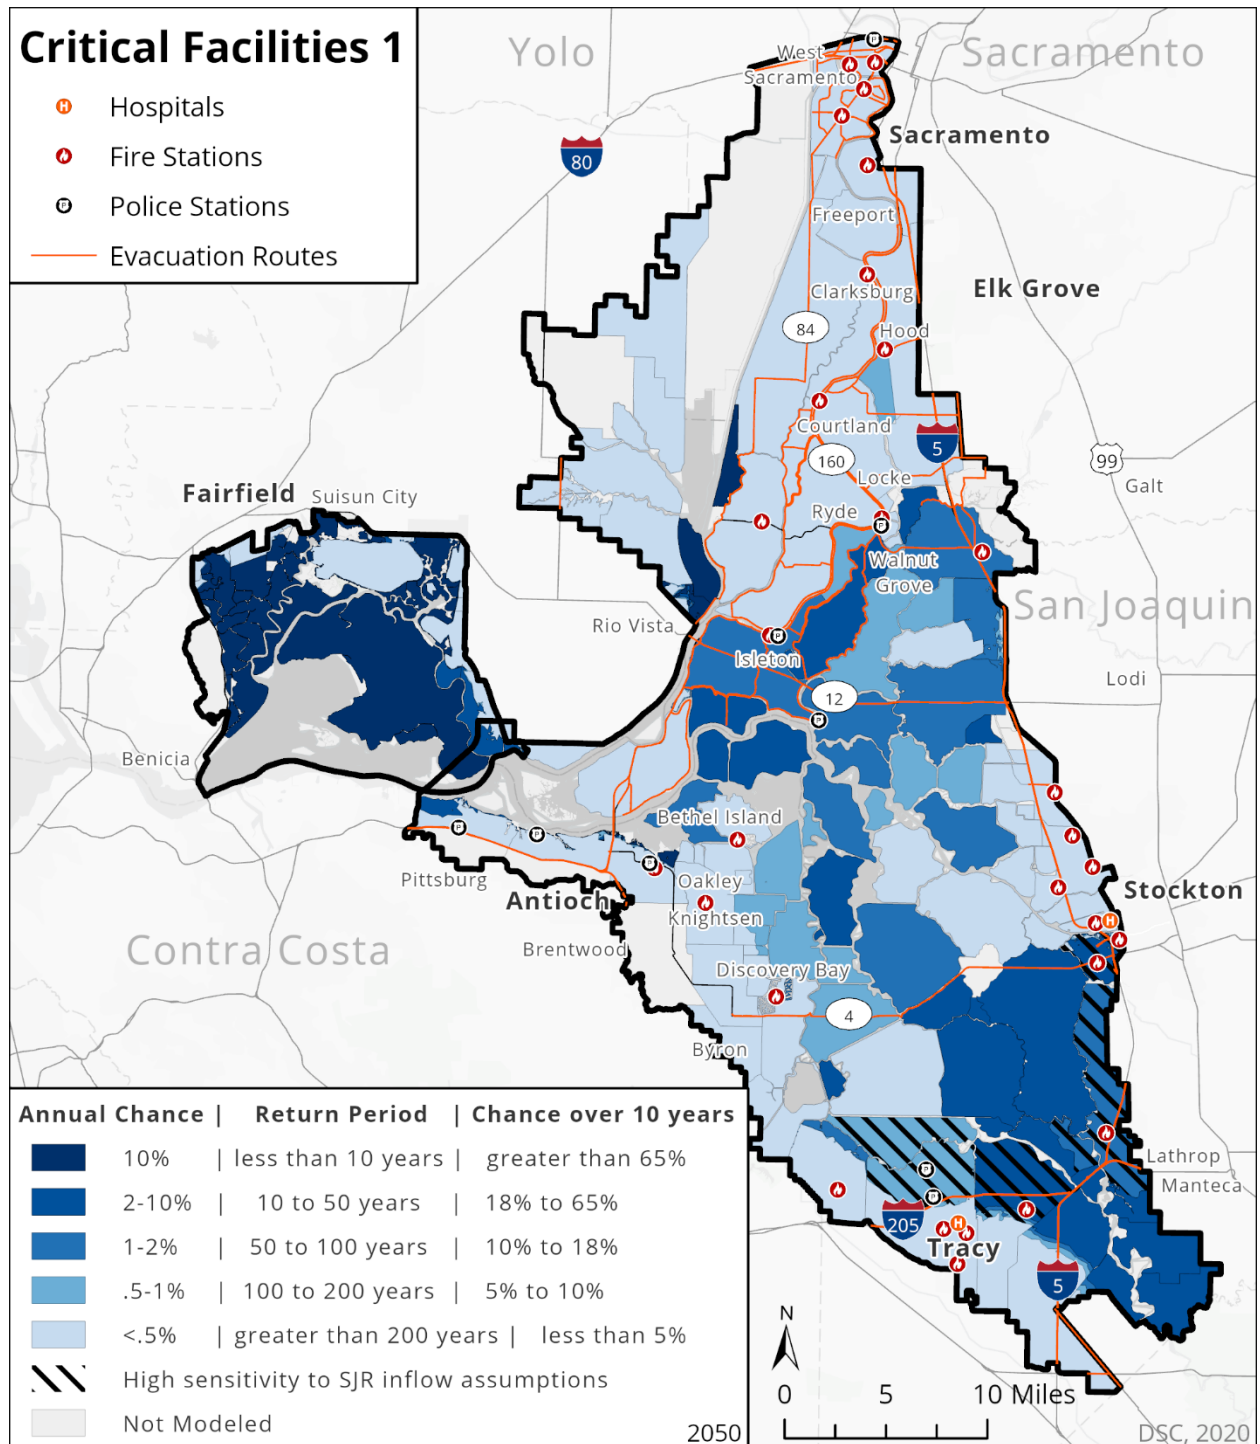 Critical Facilities 1
H Hospitals
Fire Stations
P Police Stations
Evacuation Routes
Yolo
Sacramento
West
Sacramento
Sacramento
80
Freeport
Elk Grove
Clarksburg
84
Hood
Courtland
5
160
99
Locke
Galt
Fairfield
Suisun City
Ryde
Walnut
Grove
San Joaquin
Rio Vista
Isleton
Lodi
12
Benicia
Bethel Island
Pittsburg
Oakley
Antioch
Stockton
Knightsen
Contra Costa
Brentwood
Discovery Bay
4
Byron
Lathrop
Manteca
205
Tracy
5
Annual Chance | Return Period | Chance over 10 years
10% | less than 10 years | greater than 65%
2-10% | 10 to 50 years | 18% to 65%
1-2% | 50 to 100 years | 10% to 18%
.5-1% | 100 to 200 years | 5% to 10%
<.5% | greater than 200 years | less than 5%
High sensitivity to SJR inflow assumptions
Not Modeled
N
0 5 10 Miles
2050
DSC, 2020